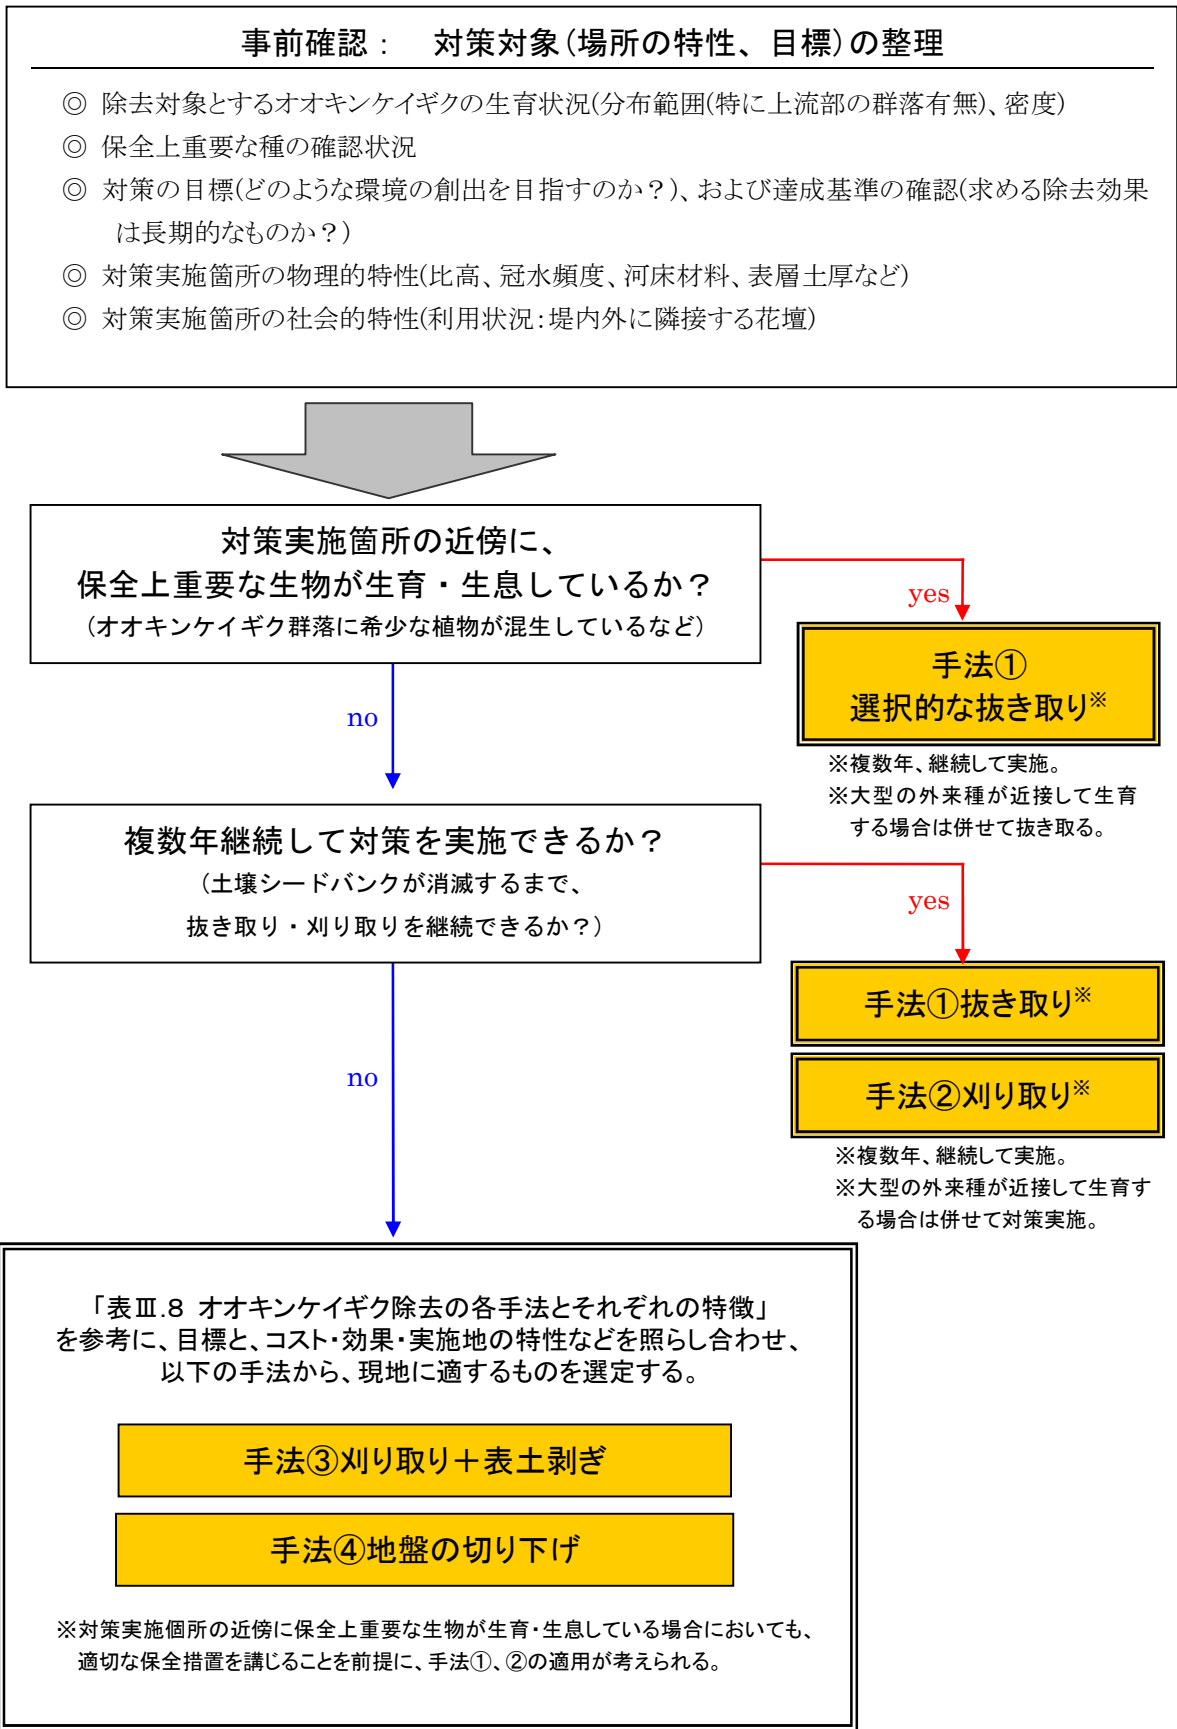 事前確認： 対策対象（場所の特性、目標）の整理
◎ 除去対象とするオオキンケイギクの生育状況(分布範囲(特に上流部の群落有無)、密度)
◎ 保全上重要な種の確認状況
◎ 対策の目標(どのような環境の創出を目指すのか？)、および達成基準の確認(求める除去効果
は長期的なものか？)
◎ 対策実施箇所の物理的特性(比高、冠水頻度、河床材料、表層土厚など)
◎ 対策実施箇所の社会的特性(利用状況：堤内外に隣接する花壇)
対策実施箇所の近傍に、
保全上重要な生物が生育・生息しているか？
（オオキンケイギク群落に希少な植物が混生しているなど）
yes
手法①
選択的な抜き取り※
※複数年、継続して実施。
※大型の外来種が近接して生育
する場合は併せて抜き取る。
no
複数年継続して対策を実施できるか？
（土壌シードバンクが消滅するまで、
抜き取り・刈り取りを継続できるか？）
yes
手法①抜き取り※
手法②刈り取り※
※複数年、継続して実施。
※大型の外来種が近接して生育す
る場合は併せて対策実施。
no
「表Ⅲ.8 オオキンケイギク除去の各手法とそれぞれの特徴」
を参考に、目標と、コスト・効果・実施地の特性などを照らし合わせ、
以下の手法から、現地に適するものを選定する。
手法③刈り取り＋表土剥ぎ
手法④地盤の切り下げ
※対策実施個所の近傍に保全上重要な生物が生育・生息している場合においても、
適切な保全措置を講じることを前提に、手法①、②の適用が考えられる。